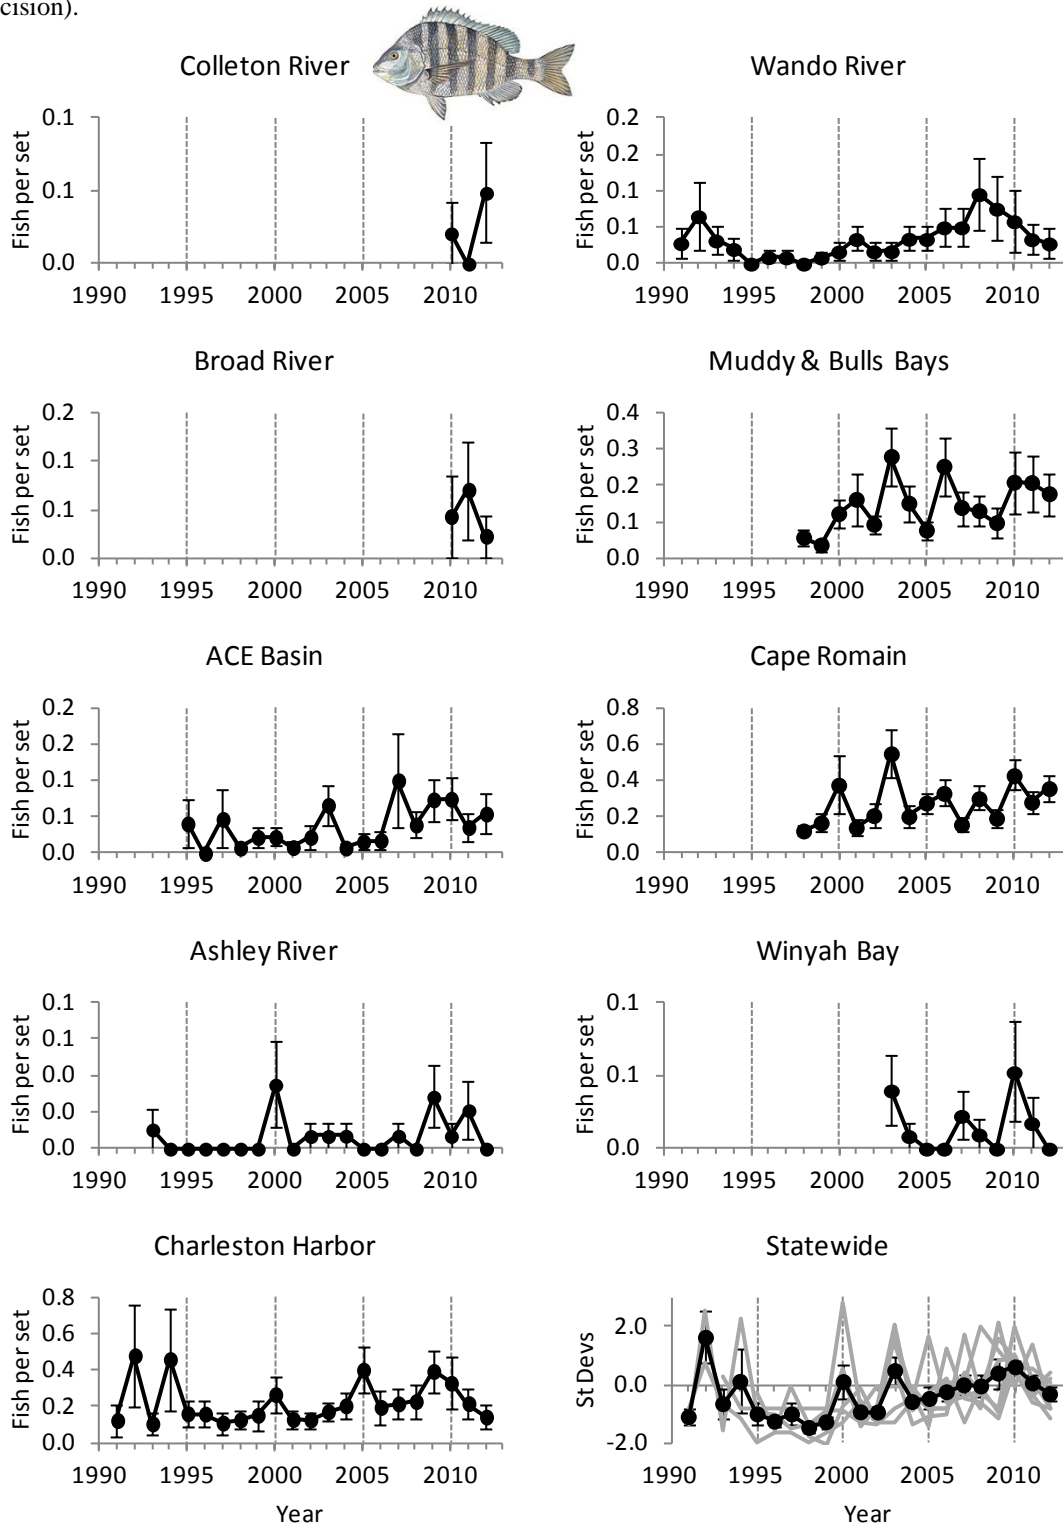 cision).
Colleton River
Fish per set
0.1
0.1
0.0
1990 1995 2000 2005 2010
Wando River
Fish per set
0.2
0.2
0.1
0.1
0.0
1990 1995 2000 2005 2010
Broad River
Fish per set
0.2
0.1
0.1
0.0
1990 1995 2000 2005 2010
Muddy & Bulls Bays
Fish per set
0.4
0.3
0.2
0.1
0.0
1990 1995 2000 2005 2010
ACE Basin
Fish per set
0.2
0.2
0.1
0.1
0.0
1990 1995 2000 2005 2010
Cape Romain
Fish per set
0.8
0.6
0.4
0.2
0.0
1990 1995 2000 2005 2010
Ashley River
Fish per set
0.1
0.1
0.0
0.0
0.0
1990 1995 2000 2005 2010
Winyah Bay
Fish per set
0.1
0.1
0.0
1990 1995 2000 2005 2010
Charleston Harbor
Fish per set
0.8
0.6
0.4
0.2
0.0
1990 1995 2000 2005 2010
Year
Statewide
St Devs
2.0
0.0
-2.0
1990 1995 2000 2005 2010
Year